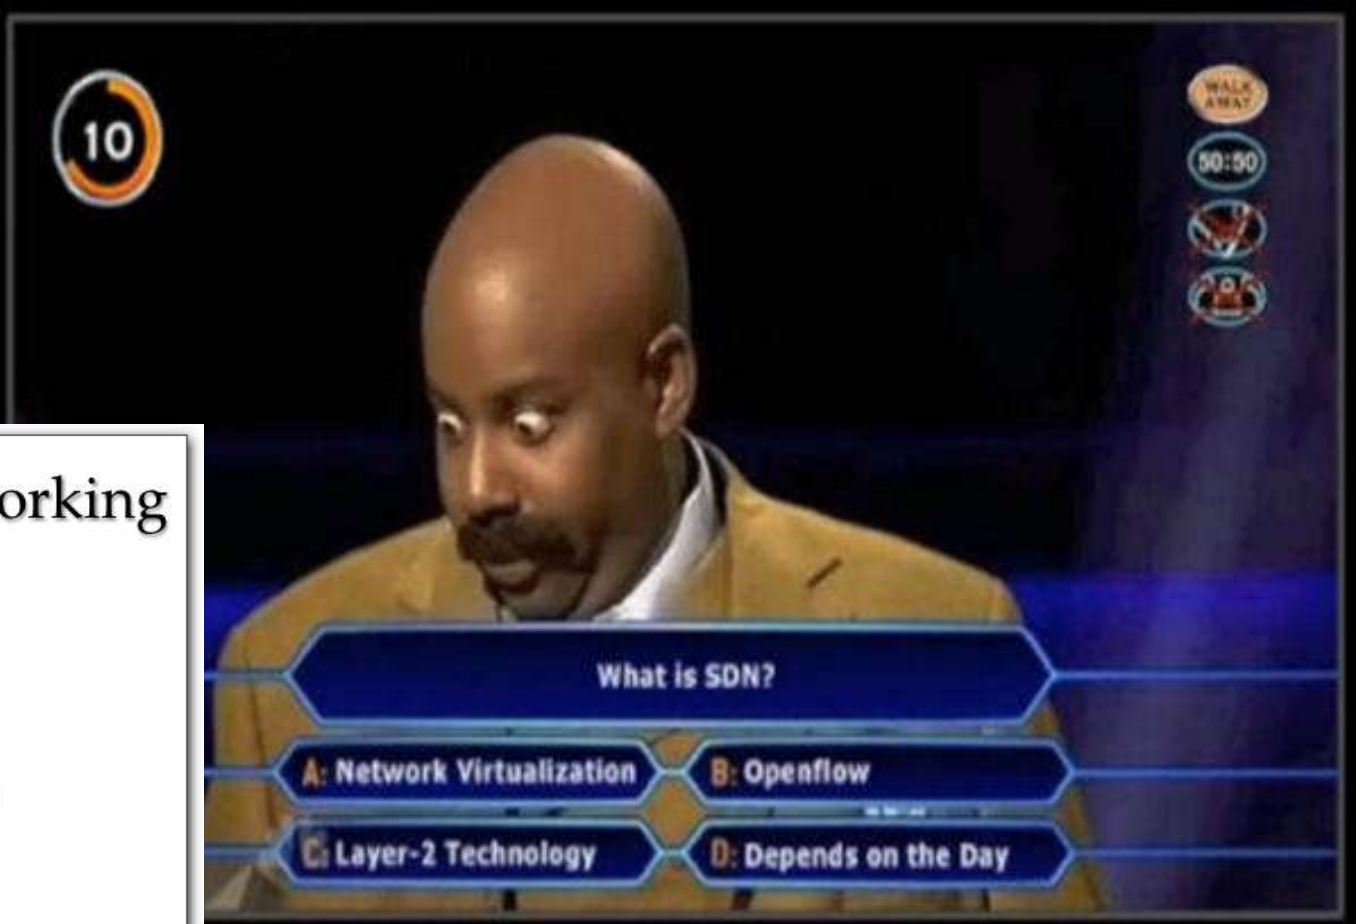 10
WALK
AWAY
50:50
orking
What is SDN?
A: Network Virtualization
B: Openflow
C: Layer-2 Technology
D: Depends on the Day